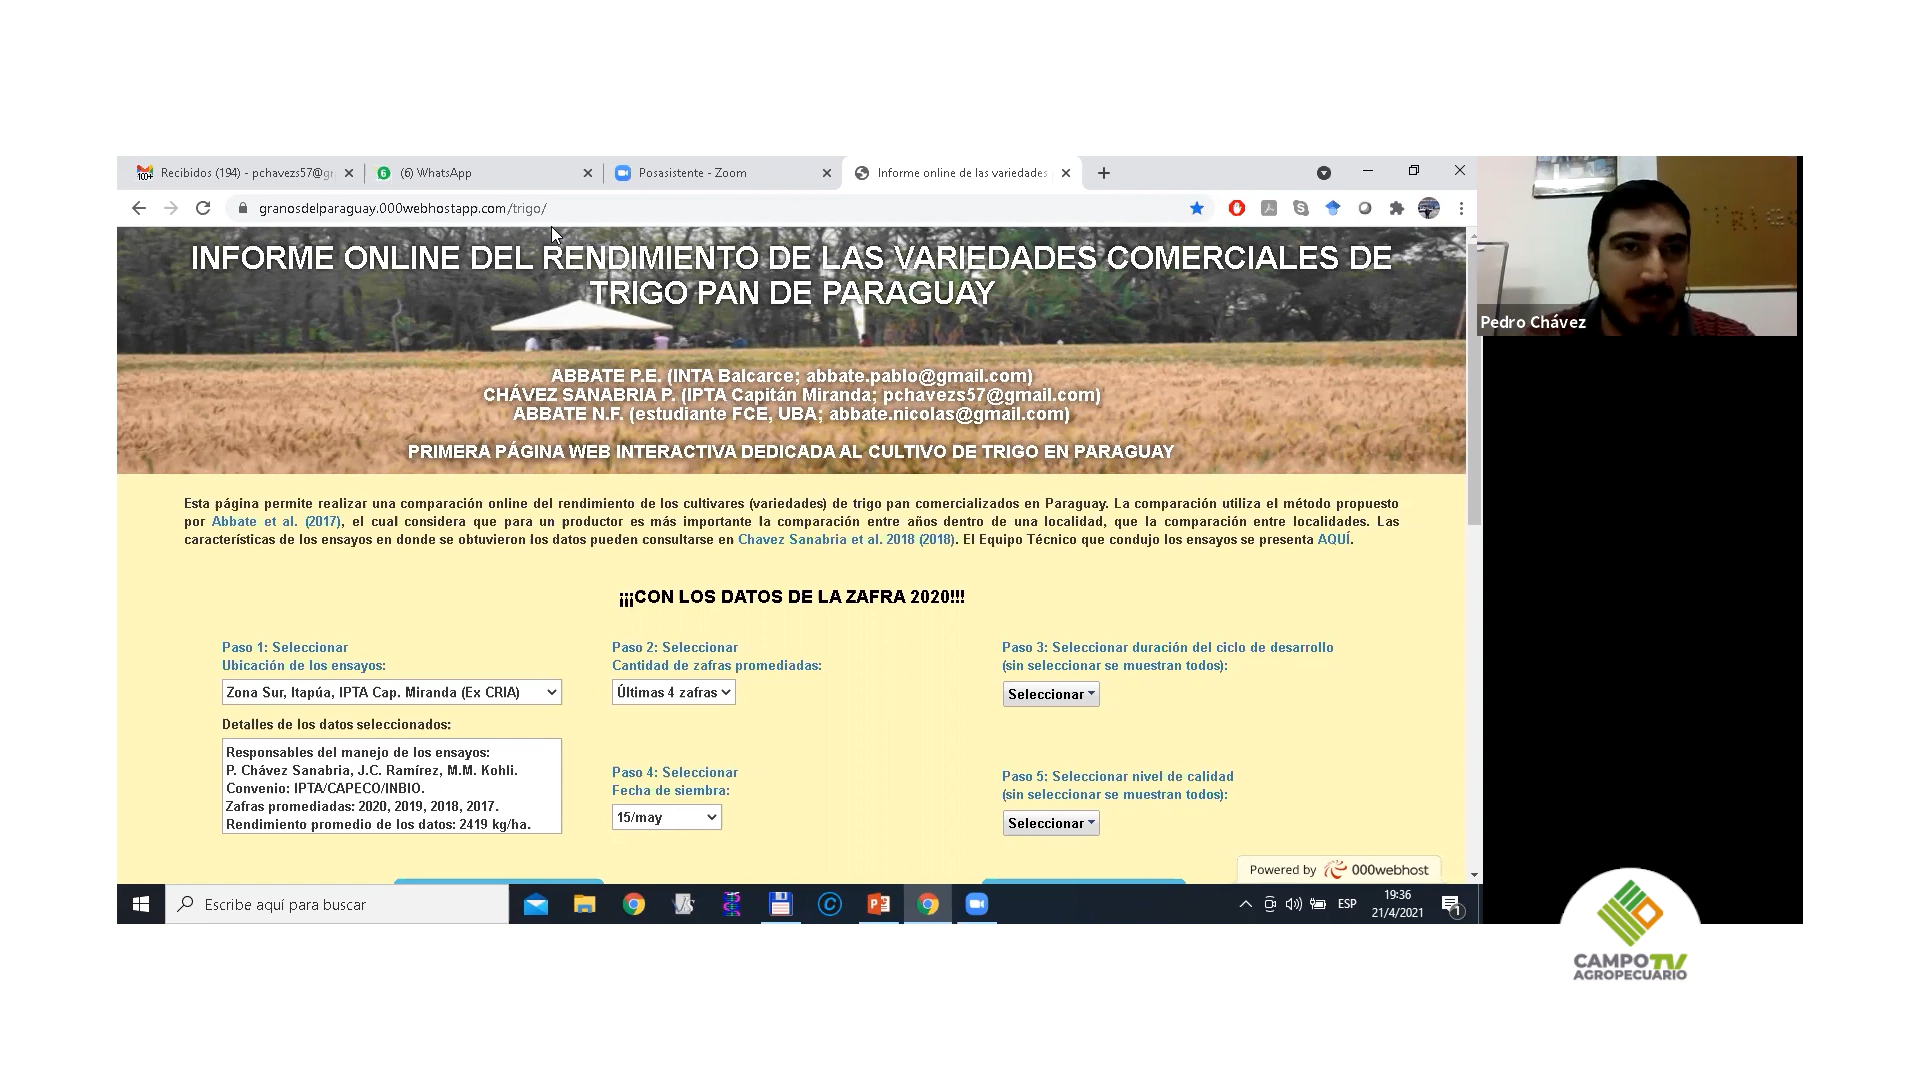 Recibidos (194) - pchavezs57@g
(6) WhatsApp
Posasistente - Zoom
Informe online de las variedades
granosdelparaguay.000webhostapp.com/trigo/
INFORME ONLINE DEL RENDIMIENTO DE LAS VARIEDADES COMERCIALES DE
TRIGO PAN DE PARAGUAY
ABBATE P.E. (INTA Balcarce; abbate.pablo@gmail.com)
CHÁVEZ SANABRIA P. (IPTA Capitán Miranda; pchavezs57@gmail.com)
ABBATE N.F. (estudiante FCE, UBA; abbate.nicolas@gmail.com)
PRIMERA PÁGINA WEB INTERACTIVA DEDICADA AL CULTIVO DE TRIGO EN PARAGUAY
Pedro Chávez
Esta página permite realizar una comparación online del rendimiento de los cultivares (variedades) de trigo pan comercializados en Paraguay. La comparación utiliza el método propuesto
por Abbate et al. (2017), el cual considera que para un productor es más importante la comparación entre años dentro de una localidad, que la comparación entre localidades. Las
características de los ensayos en donde se obtuvieron los datos pueden consultarse en Chavez Sanabria et al. 2018 (2018). El Equipo Técnico que condujo los ensayos se presenta AQUÍ.
¡¡¡CON LOS DATOS DE LA ZAFRA 2020!!!
Paso 1: Seleccionar
Ubicación de los ensayos:
Zona Sur, Itapúa, IPTA Cap. Miranda (Ex CRIA)
Detalles de los datos seleccionados:
Responsables del manejo de los ensayos:
P. Chávez Sanabria, J.C. Ramírez, M.M. Kohli.
Convenio: IPTA/CAPECO/INBIO.
Zafras promediadas: 2020, 2019, 2018, 2017.
Rendimiento promedio de los datos: 2419 kg/ha.
Paso 2: Seleccionar
Cantidad de zafras promediadas:
Últimas 4 zafras
Paso 3: Seleccionar duración del ciclo de desarrollo
(sin seleccionar se muestran todos):
Seleccionar
Paso 4: Seleccionar
Fecha de siembra:
15/may
Paso 5: Seleccionar nivel de calidad
(sin seleccionar se muestran todos):
Seleccionar
Powered by 000webhost
Escribe aquí para buscar
ESP
19:36
21/4/2021
1
CAMPOTV
AGROPECUARIO